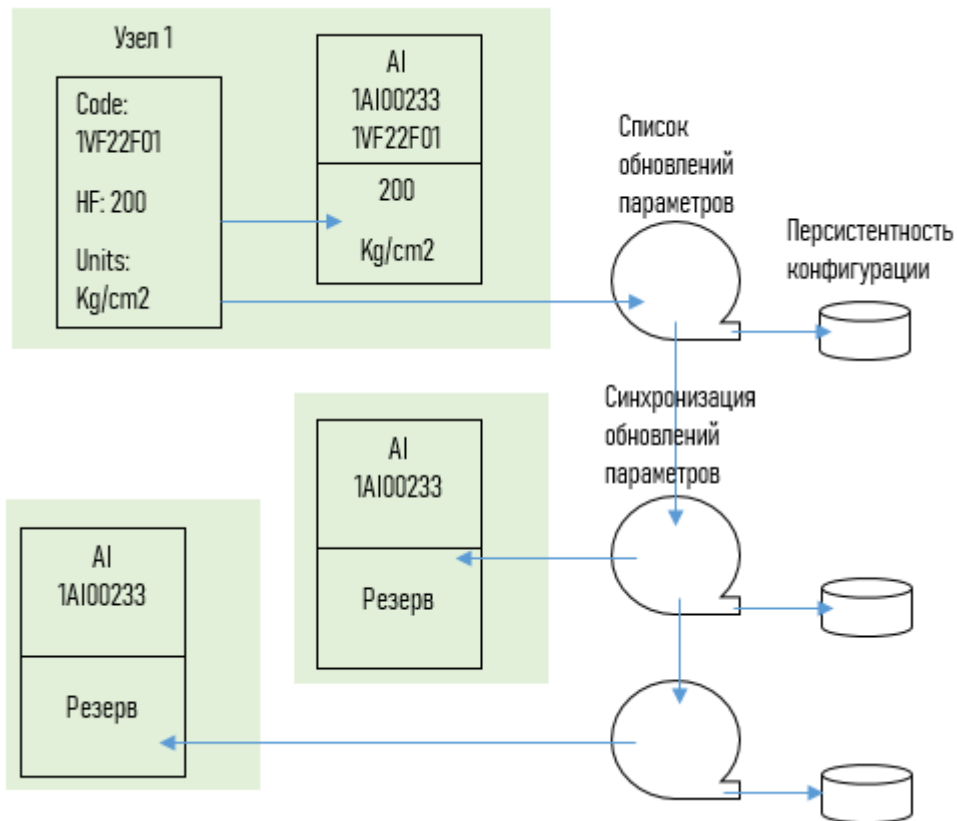 Узел 1
Code:
1VF22F01
HF: 200
Units:
Kg/cm2
AI
1AI00233
1VF22F01
200
Kg/cm2
Список
обновлений
параметров
Персистентность
конфигурации
Синхронизация
обновлений
параметров
AI
1AI00233
Резерв
AI
1AI00233
Резерв